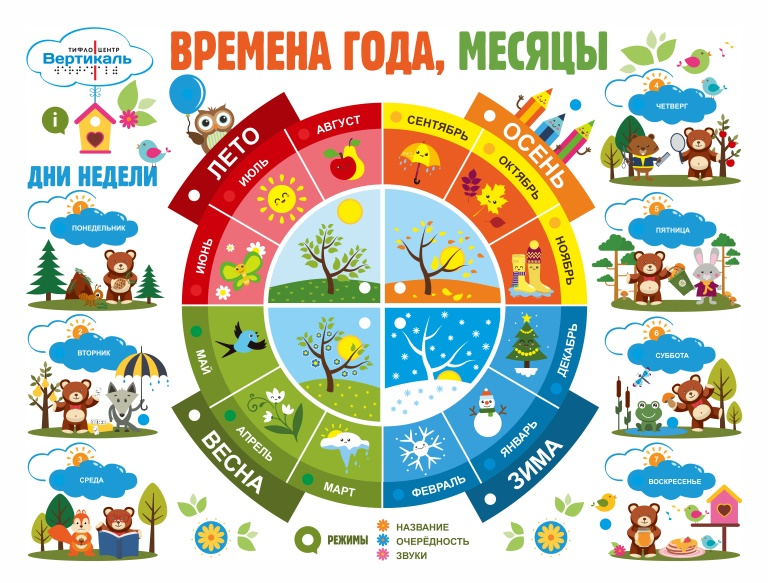 ТИФЛОЦЕНТР
Вертикаль
ВРЕМЕНА ГОДА, МЕСЯЦЫ
i
ДНИ НЕДЕЛИ
1
ПОНЕДЕЛЬНИК
2
ВТОРНИК
3
СРЕДА
ЛЕТО
ИЮНЬ
ИЮЛЬ
АВГУСТ
ОСЕНЬ
СЕНТЯБРЬ
ОКТЯБРЬ
НОЯБРЬ
ЗИМА
ДЕКАБРЬ
ЯНВАРЬ
ФЕВРАЛЬ
ВЕСНА
МАРТ
АПРЕЛЬ
МАЙ
4
ЧЕТВЕРГ
5
ПЯТНИЦА
6
СУББОТА
7
ВОСКРЕСЕНЬЕ
РЕЖИМЫ
НАЗВАНИЕ
ОЧЕРЁДНОСТЬ
ЗВУКИ